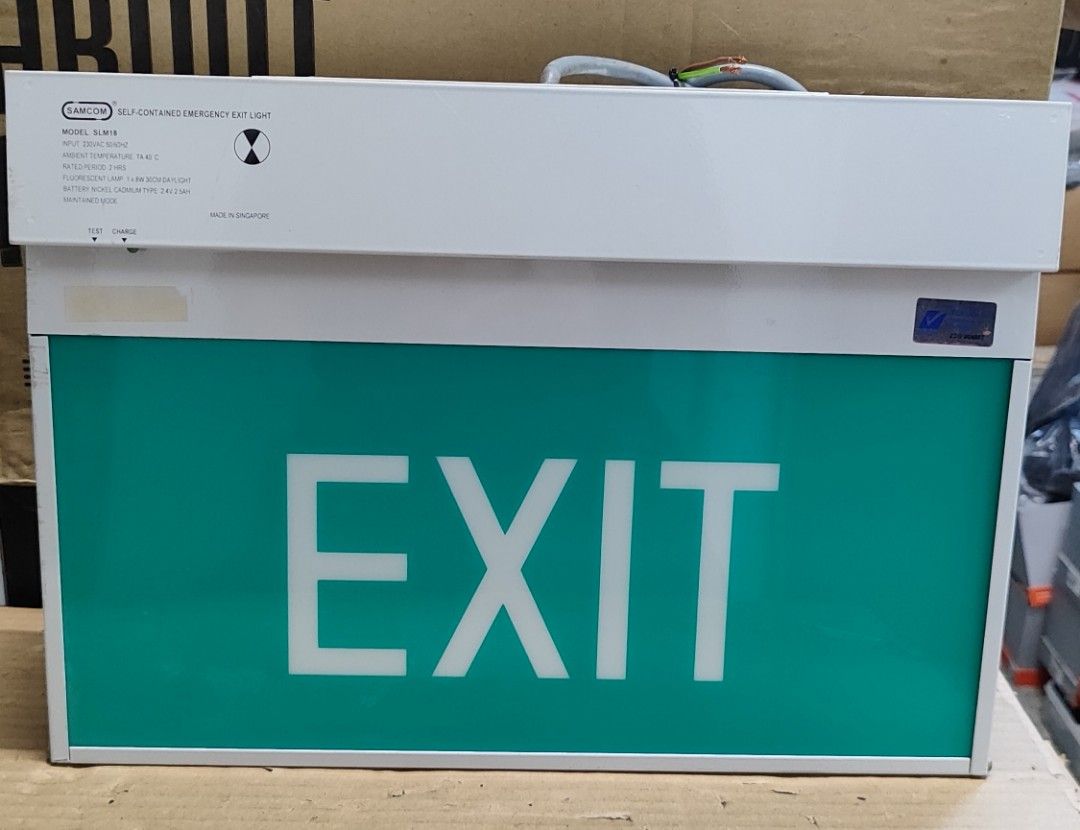 SAMCOM® SELF-CONTAINED EMERGENCY EXIT LIGHT
MODEL SLM18
INPUT 230VAC 50/60HZ
AMBIENT TEMPERATURE TA 40 C
RATED PERIOD 2 HRS
FLUORESCENT LAMP 1 x 8W 30CM DAYLIGHT
BATTERY NICKEL CADMIUM TYPE 2.4V 2.5AH
MAINTAINED MODE
MADE IN SINGAPORE
TEST CHARGE
EXIT